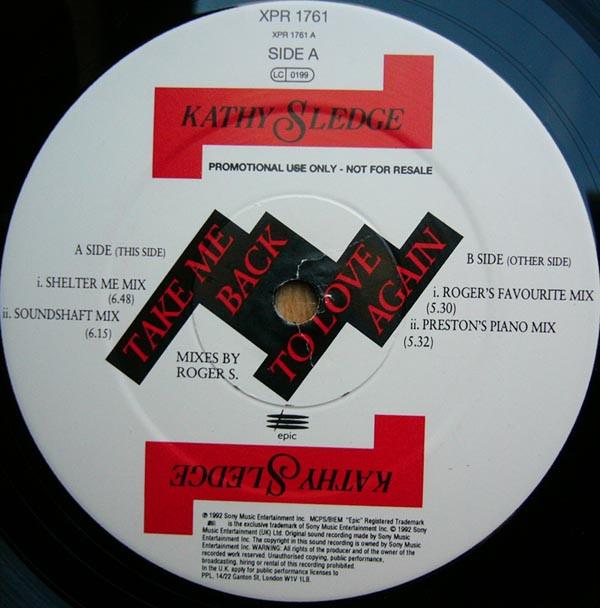 XPR 1761
XPR 1761 A
SIDE A
LC 0199
KATHY SLEDGE
PROMOTIONAL USE ONLY - NOT FOR RESALE
A SIDE (THIS SIDE)
i. SHELTER ME MIX
(6.48)
ii. SOUNDSHAFT MIX
(6.15)
TAKE ME
BACK
TO LOVE
AGAIN
B SIDE (OTHER SIDE)
i. ROGER'S FAVOURITE MIX
(5.30)
ii. PRESTON'S PIANO MIX
(5.32)
MIXES BY
ROGER S.
epic
KATHY SLEDGE
℗ 1992 Sony Music Entertainment Inc. MCPS/BIEM "Epic" Registered Trademark
is the exclusive trademark of Sony Music Entertainment Inc. © 1992 Sony
Music Entertainment (UK) Ltd. Original sound recording made by Sony Music
Entertainment Inc. The copyright in this sound recording is owned by Sony Music
Entertainment Inc. WARNING: All rights of the producer and of the owner of the
recorded work reserved. Unauthorised copying, public performance,
broadcasting, hiring or rental of this recording prohibited.
In the U.K. apply for public performance licenses to
PPL, 14/22 Ganton St, London W1V 1LB.